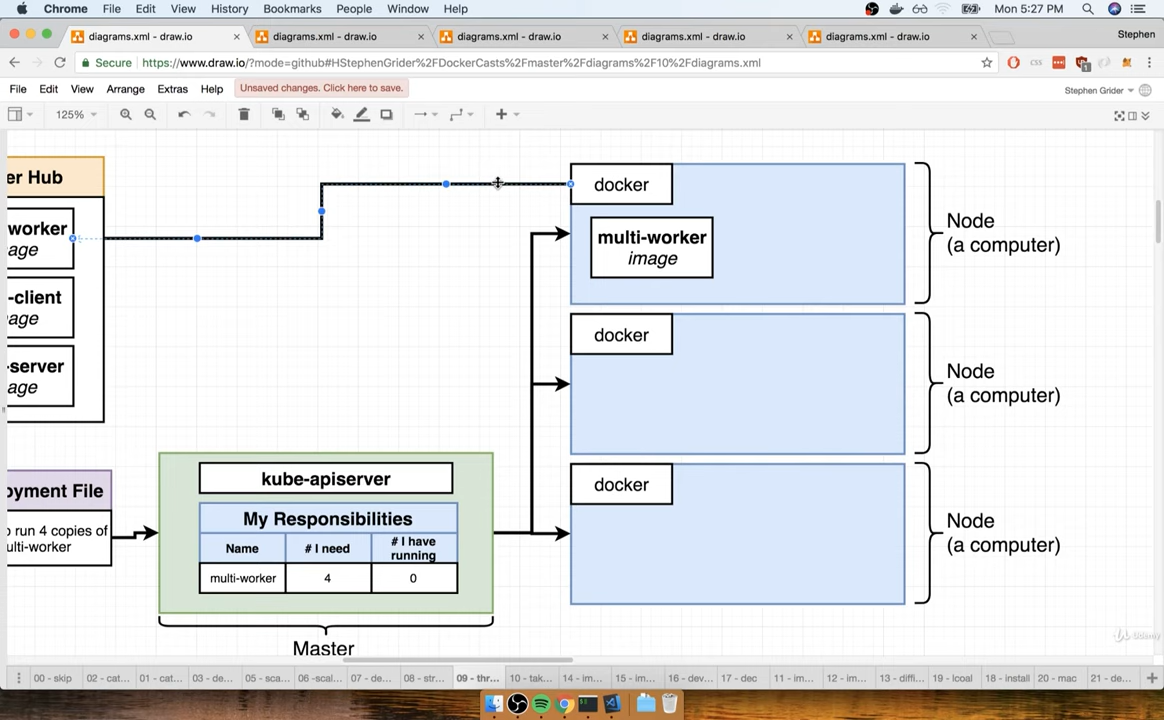 Chrome File Edit View History Bookmarks People Window Help Mon 5:27 PM
diagrams.xml - draw.io diagrams.xml - draw.io diagrams.xml - draw.io diagrams.xml - draw.io diagrams.xml - draw.io Stephen
Secure https://www.draw.io/?mode=github#HStephenGrider%2FDockerCasts%2Fmaster%2Fdiagrams%2F10%2Fdiagrams.xml
File Edit View Arrange Extras Help Unsaved changes. Click here to save. Stephen Grider
125%
er Hub
worker
age
-client
age
-server
age
docker
multi-worker
image
Node
(a computer)
docker
Node
(a computer)
docker
Node
(a computer)
oyment File
o run 4 copies of
ulti-worker
kube-apiserver
My Responsibilities
Name # I need # I have
running
multi-worker 4 0
Master
Udemy
00 - skip 02 - cat... 01 - cat... 03 - de... 05 - sca... 06 -scal... 07 - de... 08 - str... 09 - thr... 10 - tak... 14 - im... 15 - im... 16 - dev... 17 - dec 11 - im... 12 - im... 13 - diffi... 19 - lcoal 18 - install 20 - mac 21 - de...